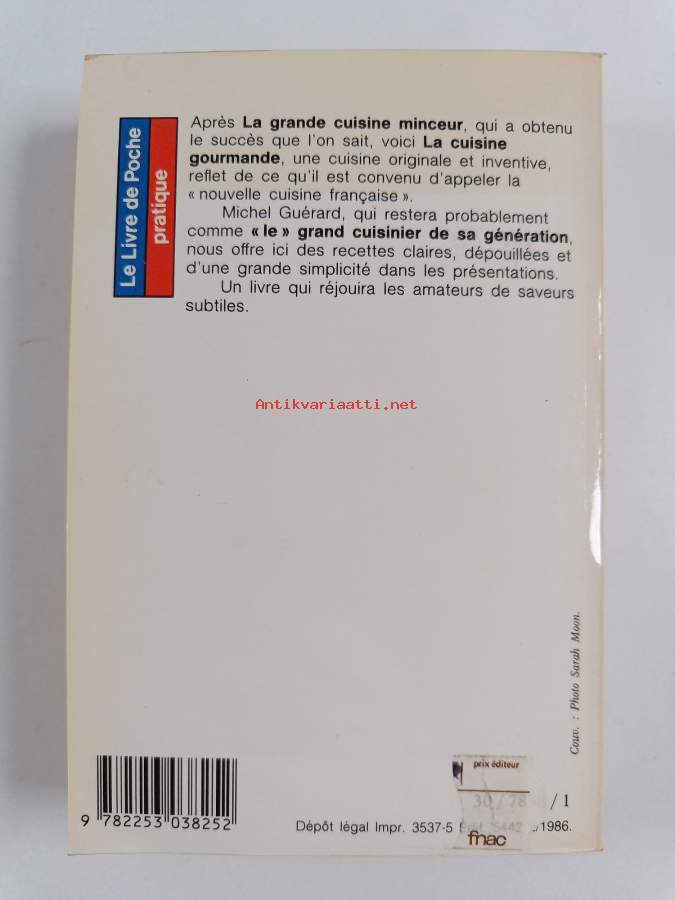 Le Livre de Poche
pratique
Après La grande cuisine minceur, qui a obtenu
le succès que l'on sait, voici La cuisine
gourmande, une cuisine originale et inventive,
reflet de ce qu'il est convenu d'appeler la
« nouvelle cuisine française ».
Michel Guérard, qui restera probablement
comme « le » grand cuisinier de sa génération,
nous offre ici des recettes claires, dépouillées et
d'une grande simplicité dans les présentations.
Un livre qui réjouira les amateurs de saveurs
subtiles.
Antikvariaatti.net
Couv. : Photo Sarah Moon.
prix éditeur
30 / /1
9 782253 038252
Dépôt légal Impr. 3537-5 /1986.
fnac